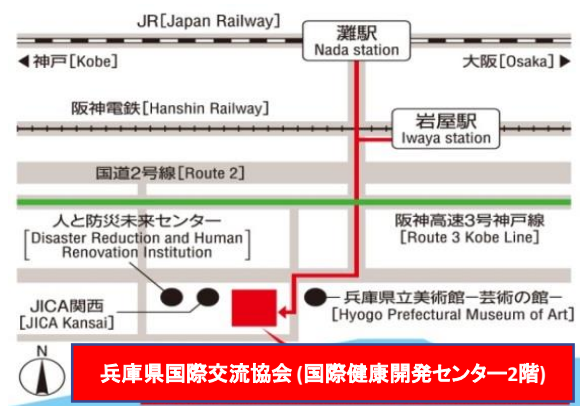 JR[Japan Railway]
灘駅
Nada station
◀神戸[Kobe]
大阪[Osaka]▶
阪神電鉄[Hanshin Railway]
岩屋駅
Iwaya station
国道2号線[Route 2]
人と防災未来センター
[Disaster Reduction and Human
Renovation Institution]
阪神高速3号神戸線
[Route 3 Kobe Line]
JICA関西
[JICA Kansai]
兵庫県立美術館ー芸術の館ー
[Hyogo Prefectural Museum of Art]
N
兵庫県国際交流協会 (国際健康開発センター2階)